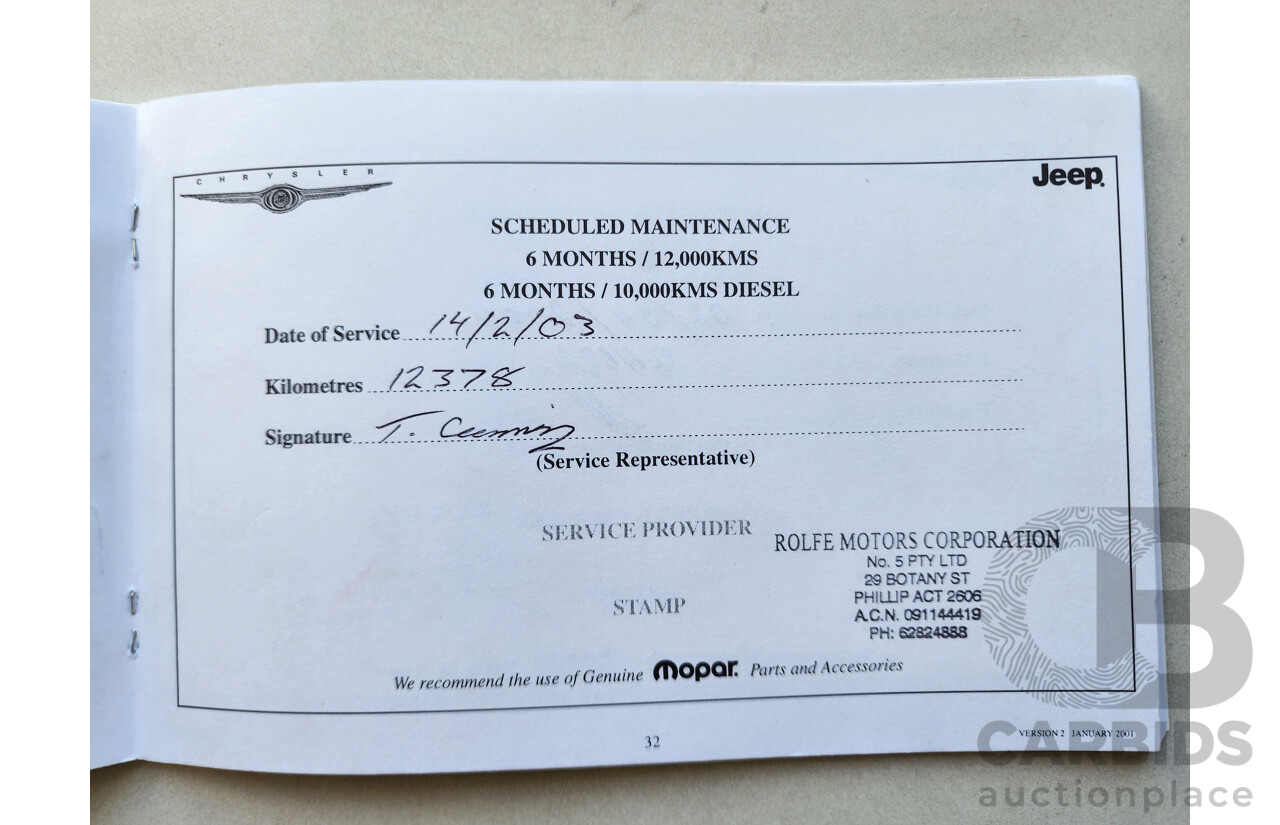 CHRYSLER
Jeep.
SCHEDULED MAINTENANCE
6 MONTHS / 12,000KMS
6 MONTHS / 10,000KMS DIESEL
Date of Service 14/2/03
Kilometres 12378
Signature T.
(Service Representative)
SERVICE PROVIDER
STAMP
ROLFE MOTORS CORPORATION
No. 5 PTY LTD
29 BOTANY ST
PHILLIP ACT 2606
A.C.N. 091144419
PH: 62824888
We recommend the use of Genuine Mopar. Parts and Accessories
32
VERSION 2 JANUARY 2001
CB
CARBIDS
auctionplace